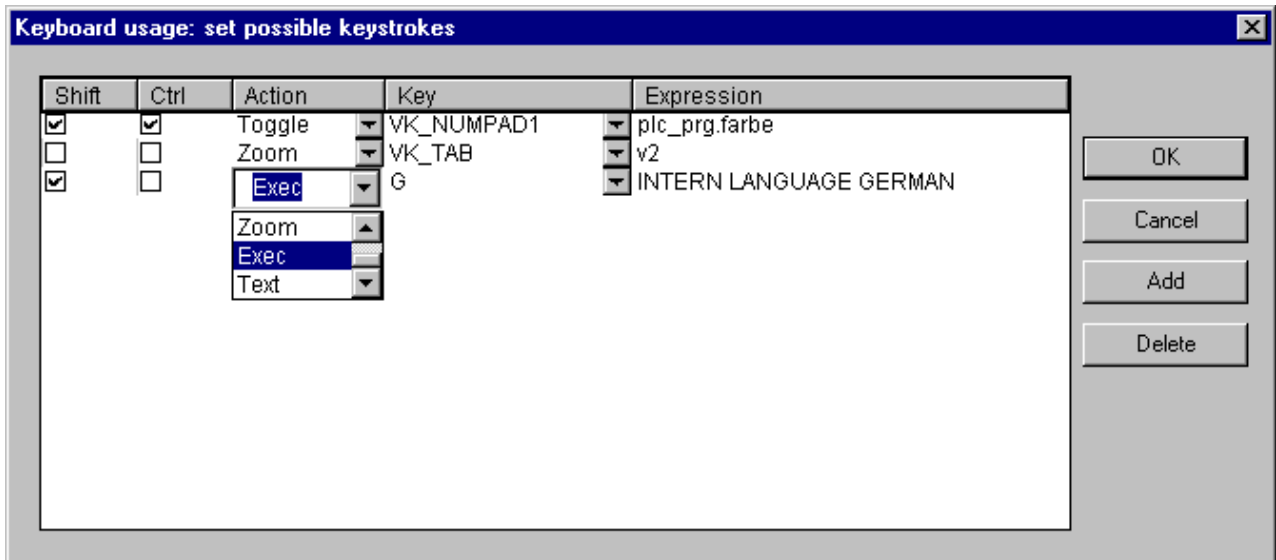 Keyboard usage: set possible keystrokes
Shift Ctrl Action Key Expression
Toggle VK_NUMPAD1 plc_prg.farbe
Zoom VK_TAB v2
Exec G INTERN LANGUAGE GERMAN
Zoom
Exec
Text
OK
Cancel
Add
Delete